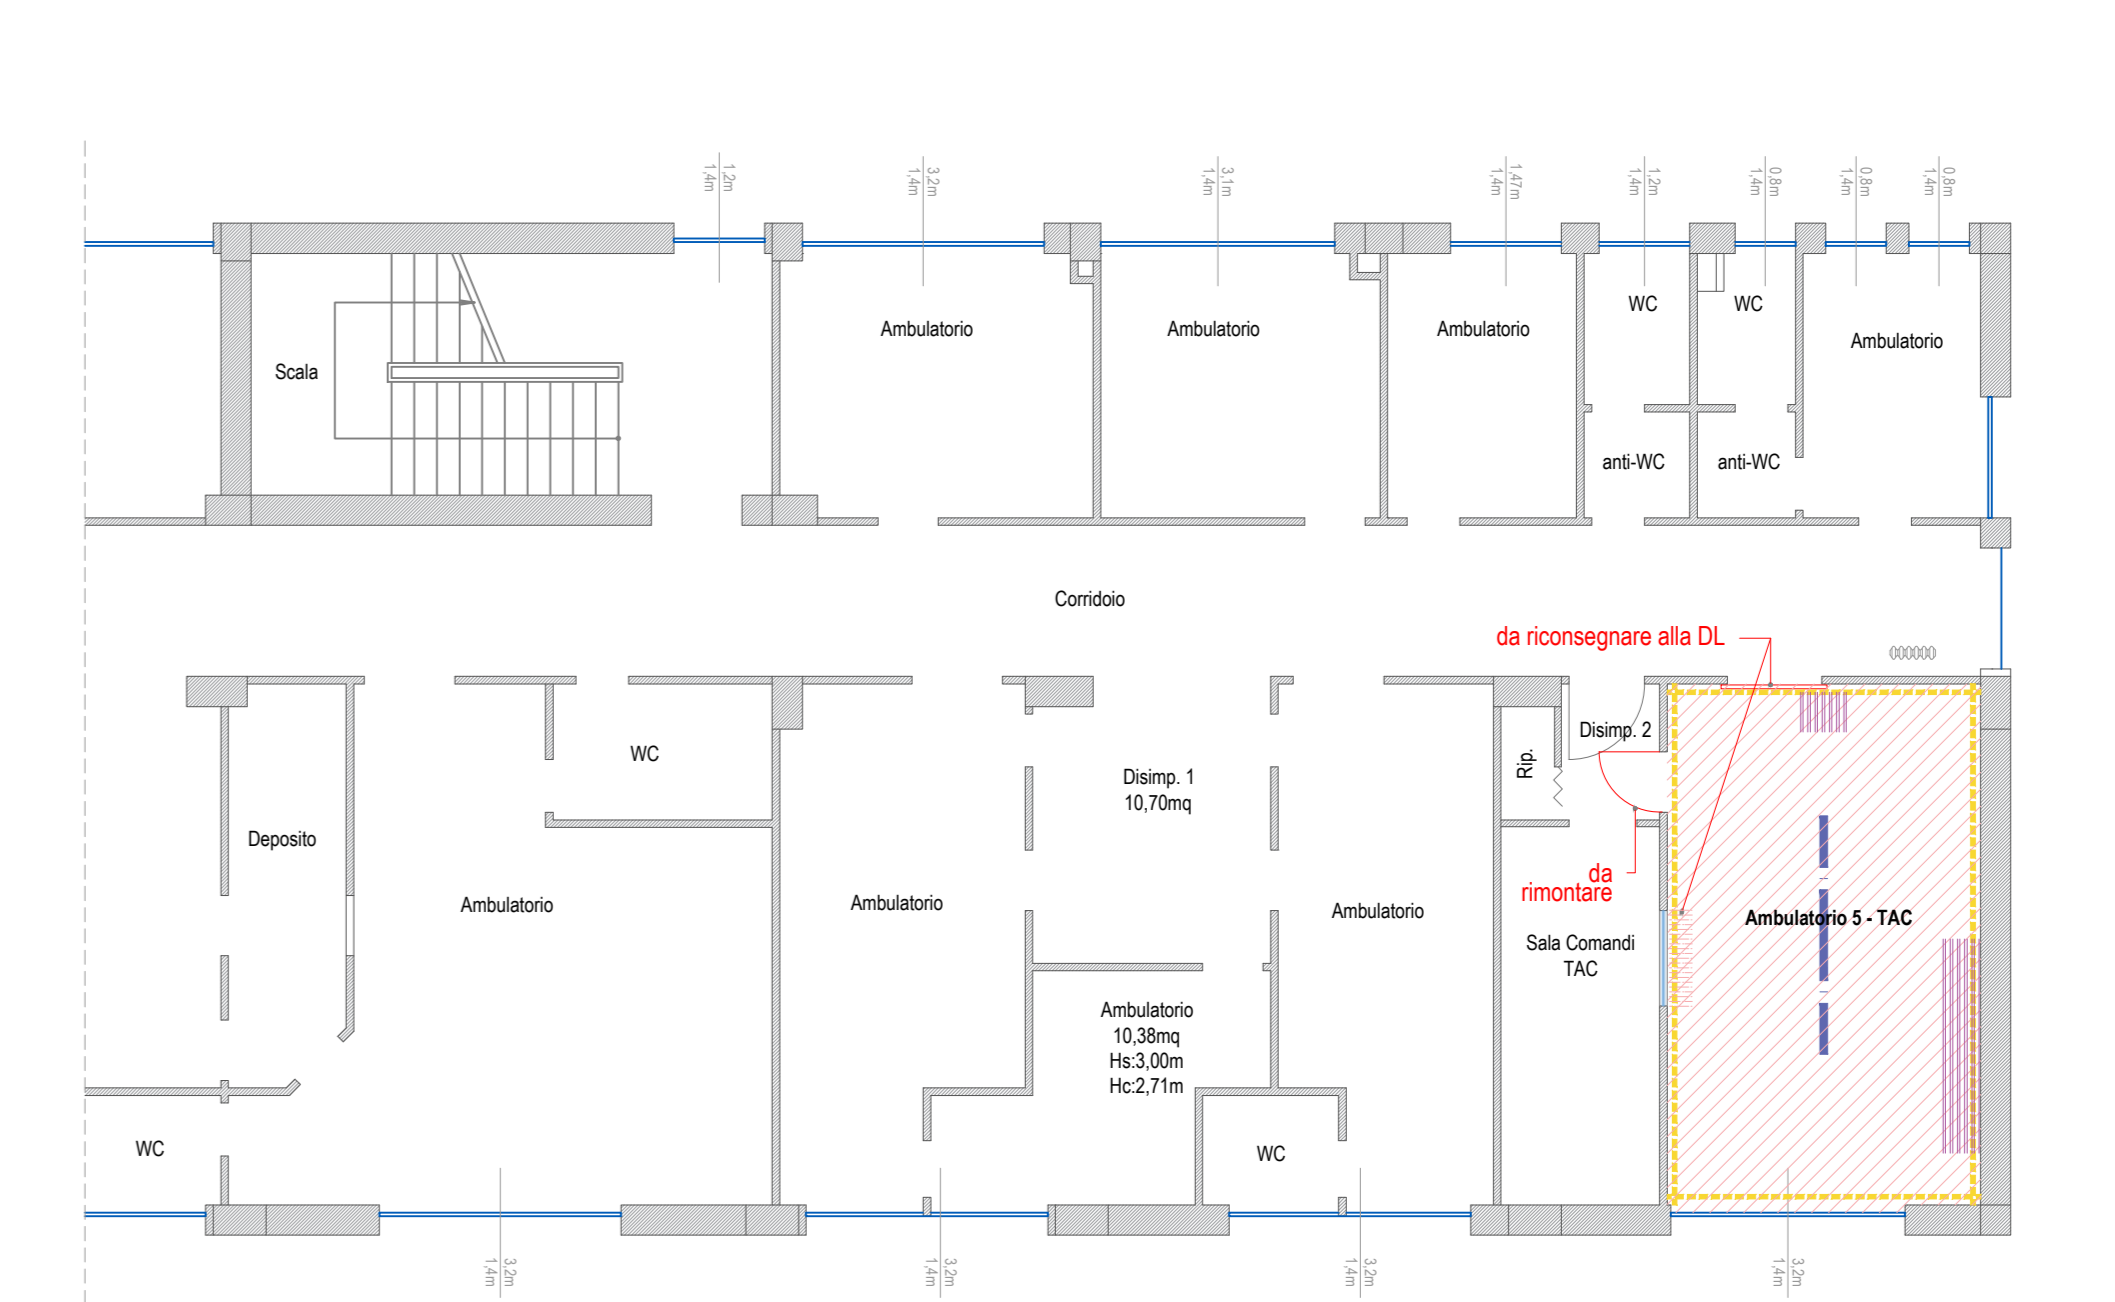 1,2m
1,4m
3,2m
1,4m
3,1m
1,4m
1,47m
1,4m
1,2m
1,4m
0,8m
1,4m
0,8m
1,4m
0,8m
1,4m
Scala
Ambulatorio
Ambulatorio
Ambulatorio
WC
WC
Ambulatorio
anti-WC
anti-WC
Corridoio
da riconsegnare alla DL
WC
Disimp. 1
10,70mq
Rip.
Disimp. 2
Deposito
Ambulatorio
Ambulatorio
Ambulatorio
da
rimontare
Sala Comandi
TAC
Ambulatorio 5 - TAC
Ambulatorio
10,38mq
Hs:3,00m
Hc:2,71m
WC
WC
3,2m
1,4m
3,2m
1,4m
3,2m
1,4m
3,2m
1,4m